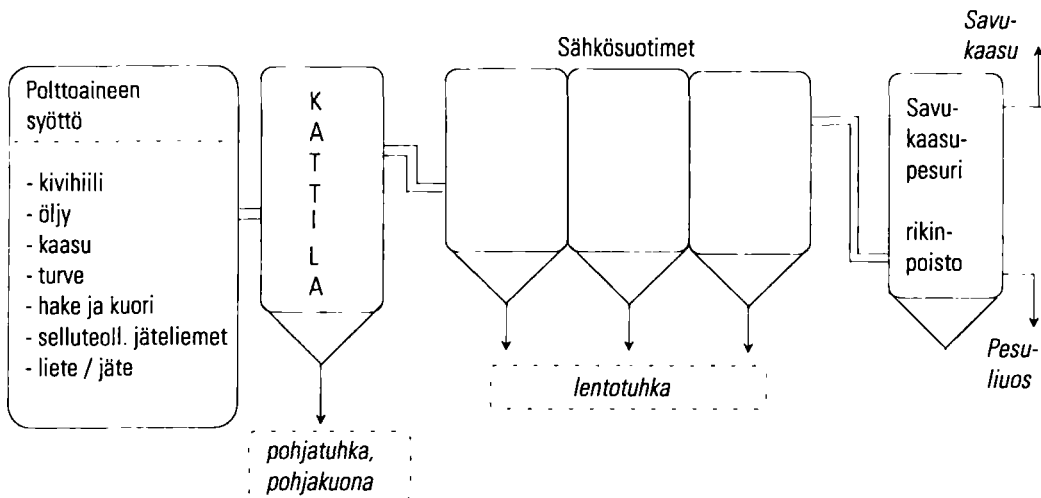 Polttoaineen
syöttö
- kivihiili
- öljy
- kaasu
- turve
- hake ja kuori
- selluteoll. jäteliemet
- liete / jäte
KATTILA
pohjatuhka,
pohjakuona
Sähkösuotimet
lentotuhka
Savu-
kaasu-
pesuri
rikin-
poisto
Savu-
kaasu
Pesu-
liuos